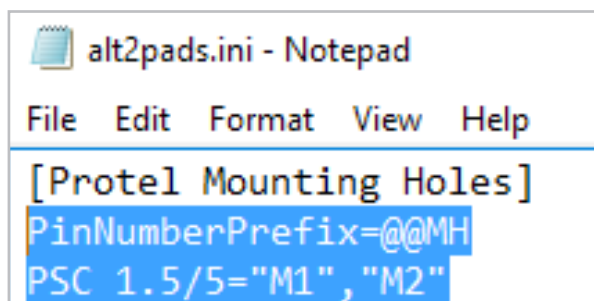 alt2pads.ini - Notepad
File Edit Format View Help
[Protel Mounting Holes]
PinNumberPrefix=@@MH
PSC 1.5/5="M1","M2"